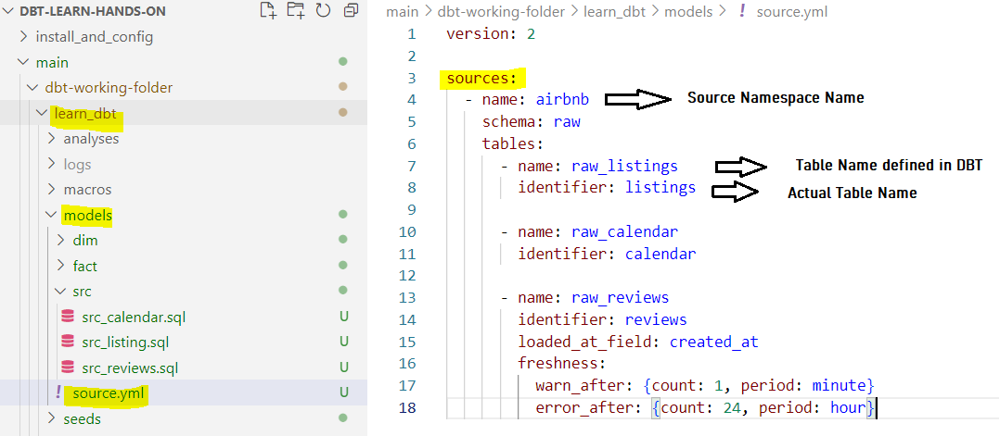 DBT-LEARN-HANDS-ON
install_and_config
main
dbt-working-folder
learn_dbt
analyses
logs
macros
models
dim
fact
src
src_calendar.sql U
src_listing.sql U
src_reviews.sql U
! source.yml U
seeds
main > dbt-working-folder > learn_dbt > models > ! source.yml
1 version: 2
2
3 sources:
4 - name: airbnb Source Namespace Name
5 schema: raw
6 tables:
7 - name: raw_listings Table Name defined in DBT
8 identifier: listings Actual Table Name
9
10 - name: raw_calendar
11 identifier: calendar
12
13 - name: raw_reviews
14 identifier: reviews
15 loaded_at_field: created_at
16 freshness:
17 warn_after: {count: 1, period: minute}
18 error_after: {count: 24, period: hour}